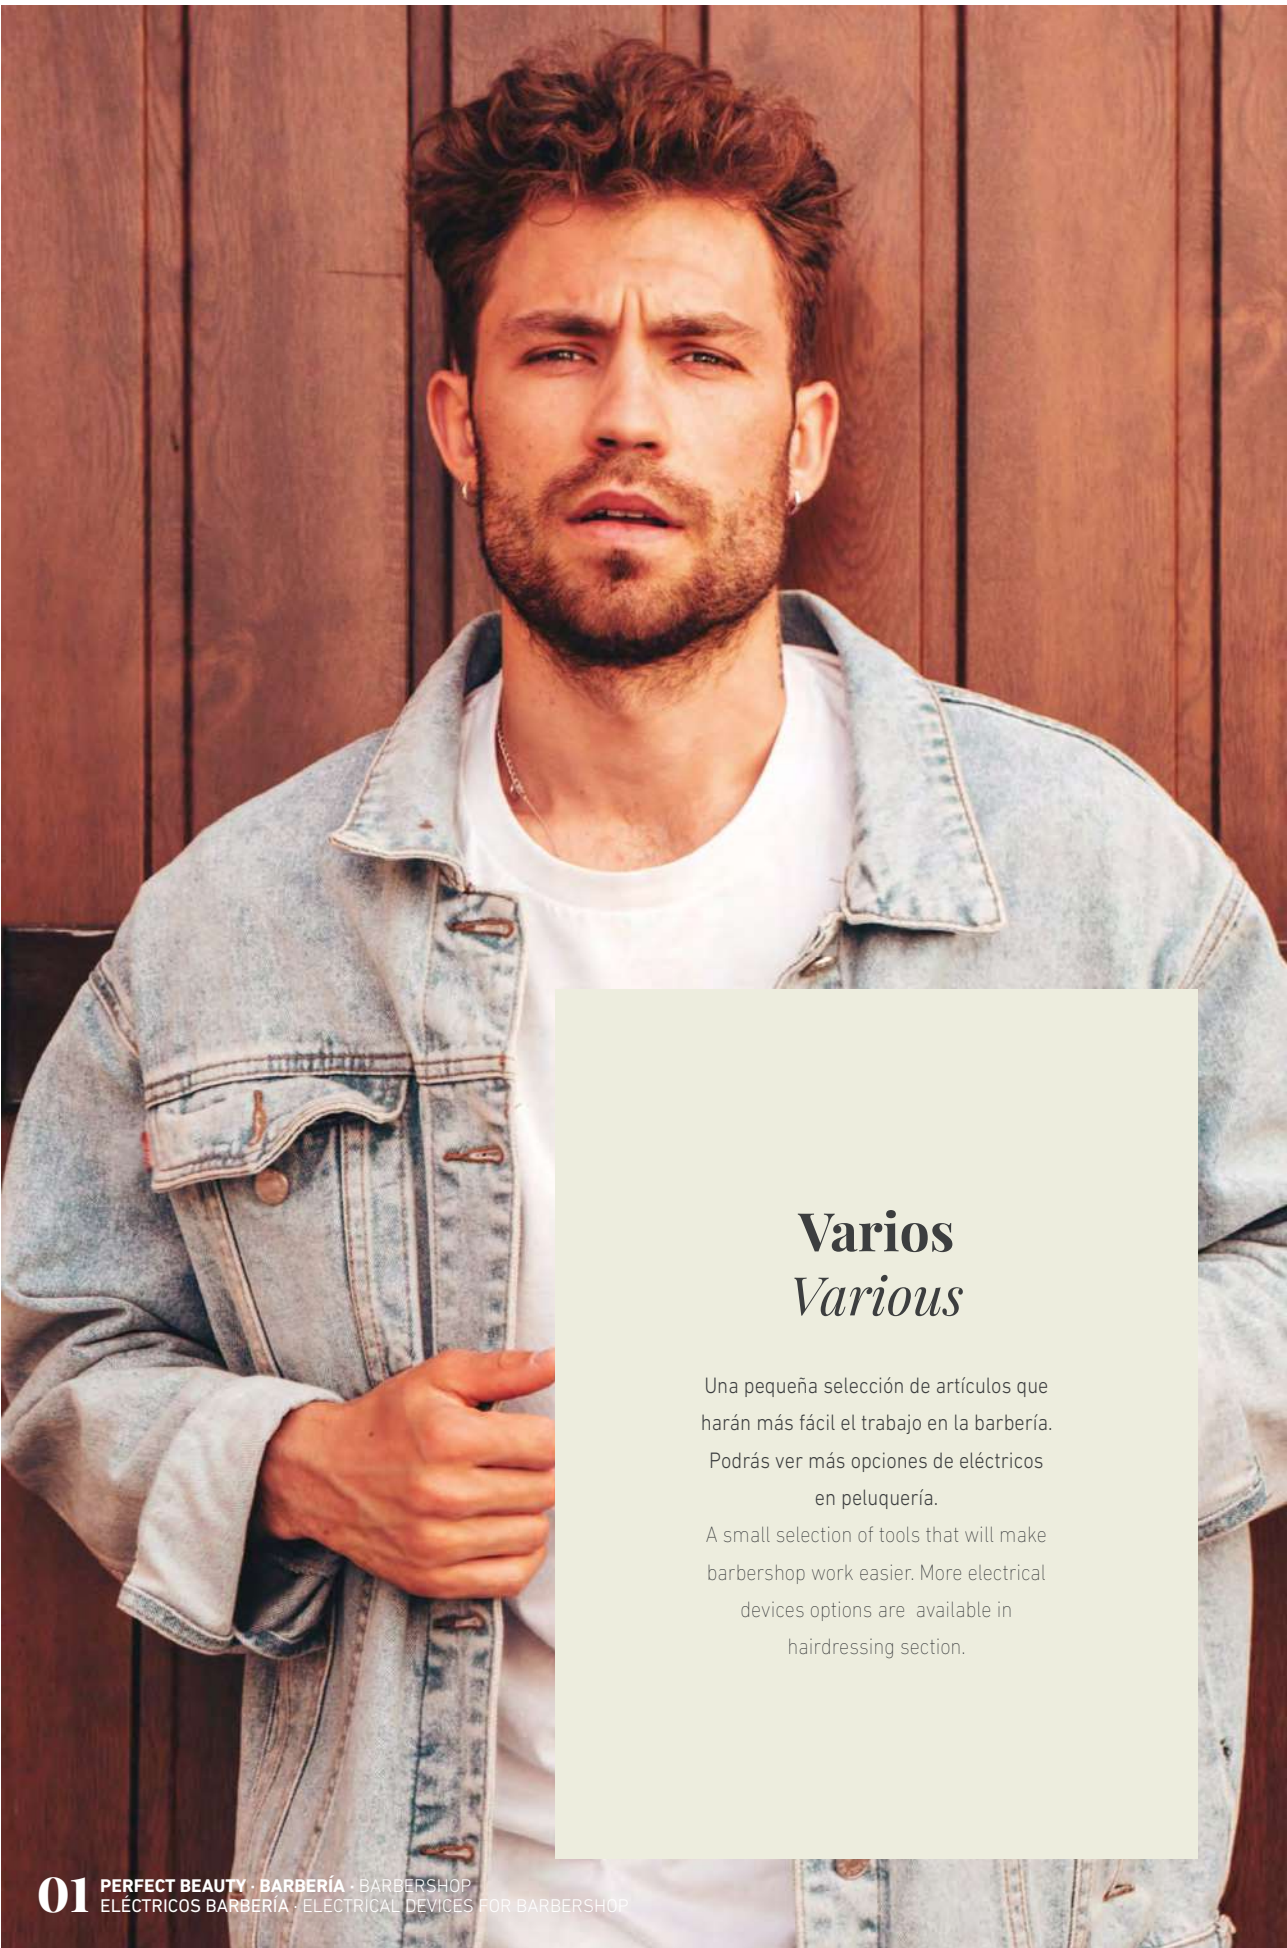 Varios
Various
Una pequeña selección de artículos que
harán más fácil el trabajo en la barbería.
Podrás ver más opciones de eléctricos
en peluquería.
A small selection of tools that will make
barbershop work easier. More electrical
devices options are  available in
hairdressing section.
01 PERFECT BEAUTY · BARBERÍA · BARBERSHOP
ELÉCTRICOS BARBERÍA · ELECTRICAL DEVICES FOR BARBERSHOP